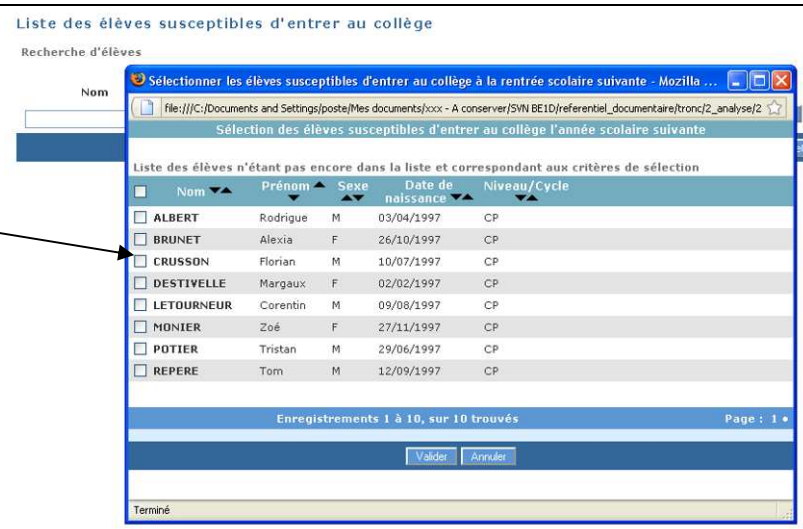 Liste des élèves susceptibles d'entrer au collège
Recherche d'élèves
Nom
Sélectionner les élèves susceptibles d'entrer au collège à la rentrée scolaire suivante - Mozilla ...
file:///C:/Documents and Settings/poste/Mes documents/xxx - A conserver/SVN BE1D/referentiel_documentaire/tronc/2_analyse/2
Sélection des élèves susceptibles d'entrer au collège l'année scolaire suivante
Liste des élèves n'étant pas encore dans la liste et correspondant aux critères de sélection
Nom Prénom Sexe Date de naissance Niveau/Cycle
ALBERT Rodrigue M 03/04/1997 CP
BRUNET Alexia F 26/10/1997 CP
CRUSSON Florian M 10/07/1997 CP
DESTIVELLE Margaux F 02/02/1997 CP
LETOURNEUR Corentin M 09/08/1997 CP
MONIER Zoé F 27/11/1997 CP
POTIER Tristan M 29/06/1997 CP
REPERE Tom M 12/09/1997 CP
Enregistrements 1 à 10, sur 10 trouvés Page : 1 •
Valider Annuler
Terminé